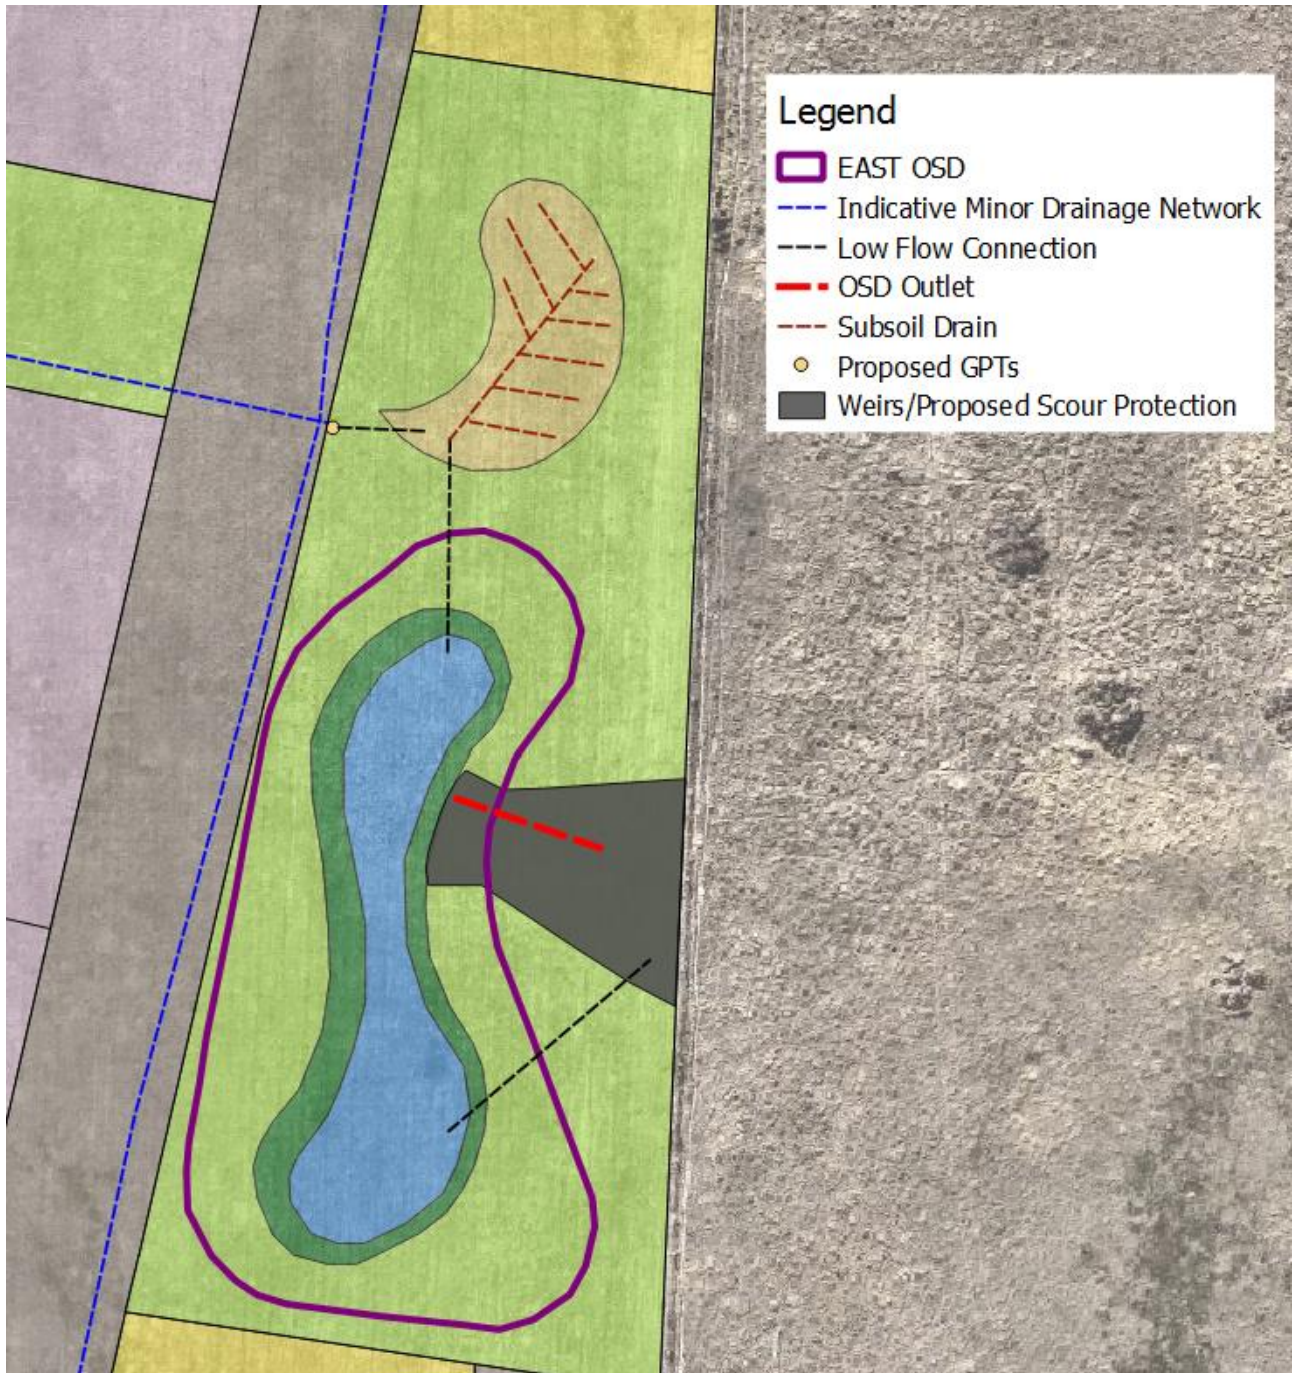 Legend
EAST OSD
Indicative Minor Drainage Network
Low Flow Connection
OSD Outlet
Subsoil Drain
Proposed GPTs
Weirs/Proposed Scour Protection